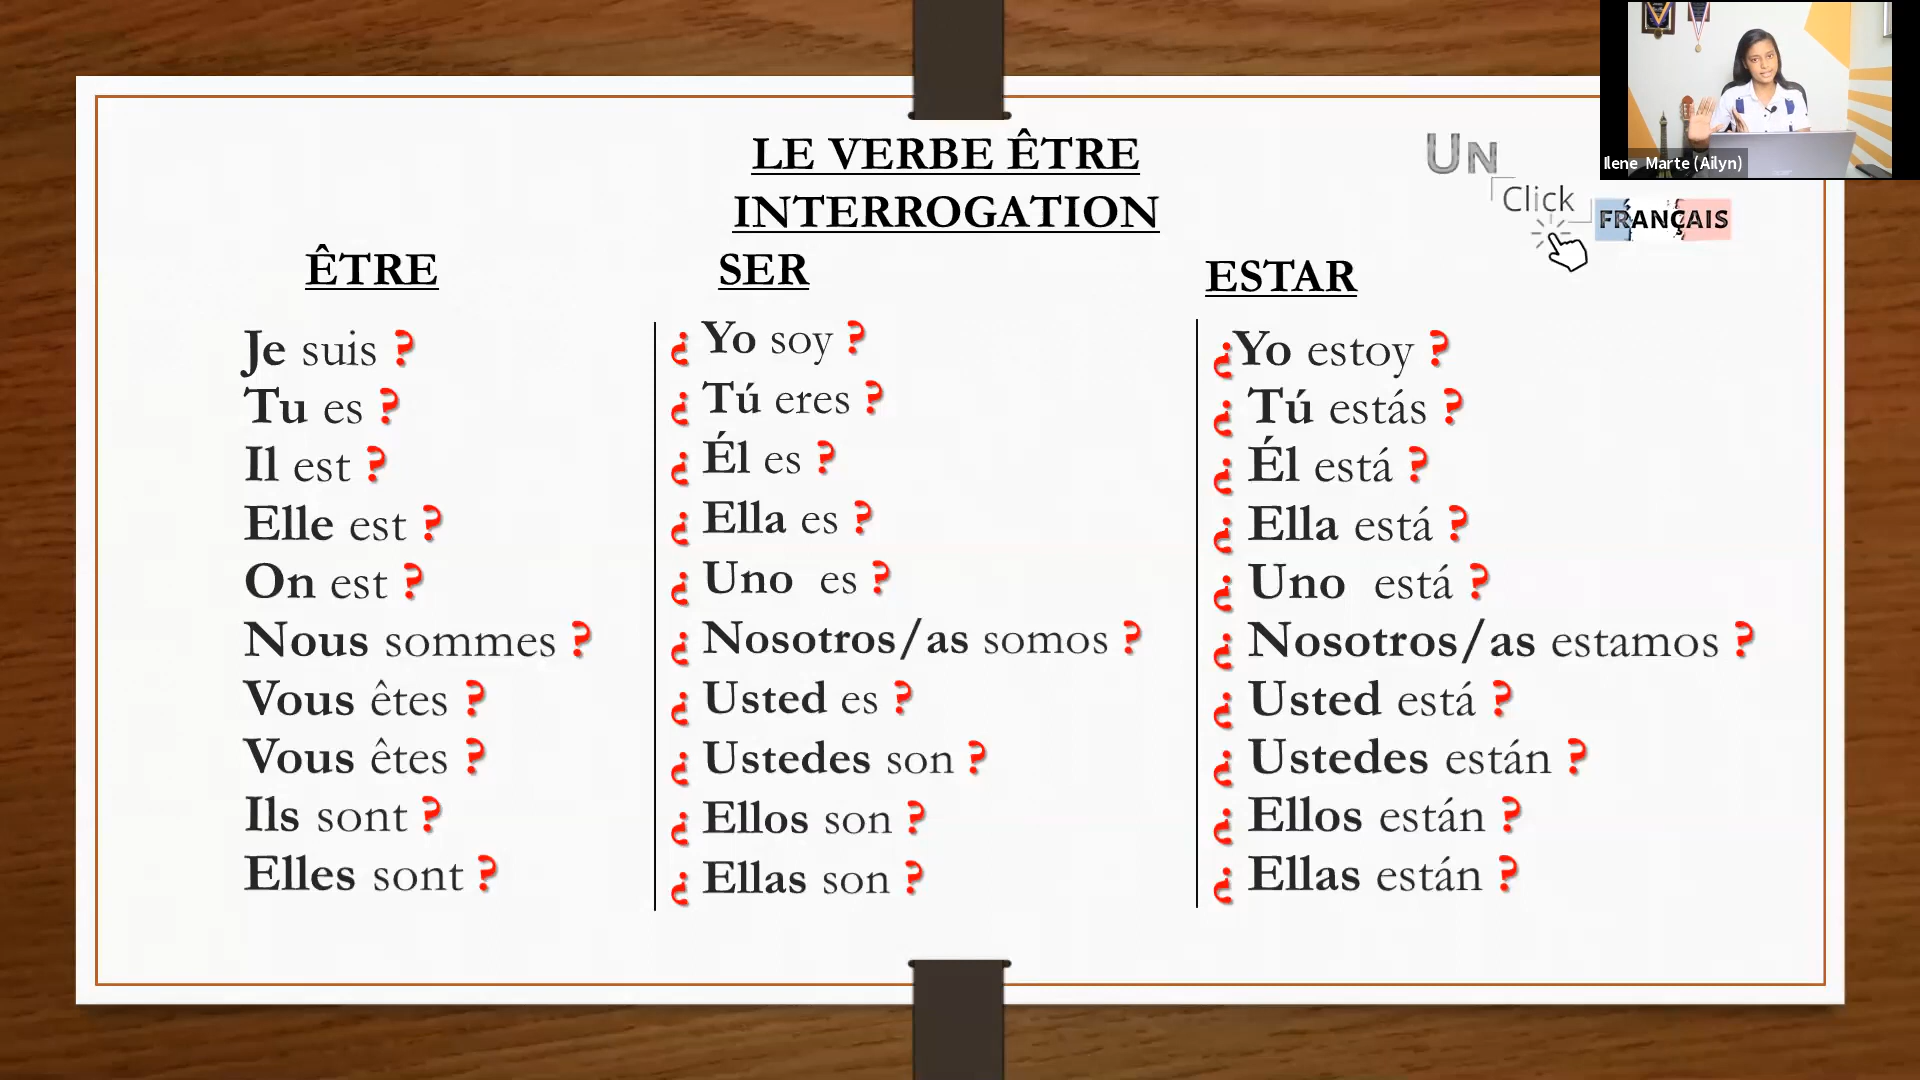 LE VERBE ÊTRE
INTERROGATION
Un
Click
FRANÇAIS
Ilene Marte (Ailyn)
ÊTRE
Je suis ?
Tu es ?
Il est ?
Elle est ?
On est ?
Nous sommes ?
Vous êtes ?
Vous êtes ?
Ils sont ?
Elles sont ?
SER
¿ Yo soy ?
¿ Tú eres ?
¿ Él es ?
¿ Ella es ?
¿ Uno es ?
¿ Nosotros/as somos ?
¿ Usted es ?
¿ Ustedes son ?
¿ Ellos son ?
¿ Ellas son ?
ESTAR
¿Yo estoy ?
¿ Tú estás ?
¿ Él está ?
¿ Ella está ?
¿ Uno está ?
¿ Nosotros/as estamos ?
¿ Usted está ?
¿ Ustedes están ?
¿ Ellos están ?
¿ Ellas están ?